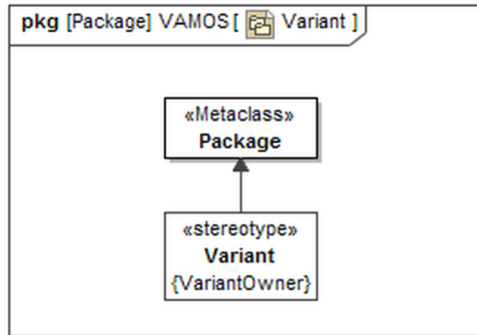 pkg [Package] VAMOS [ Variant ]
«Metaclass»
Package
«stereotype»
Variant
{VariantOwner}